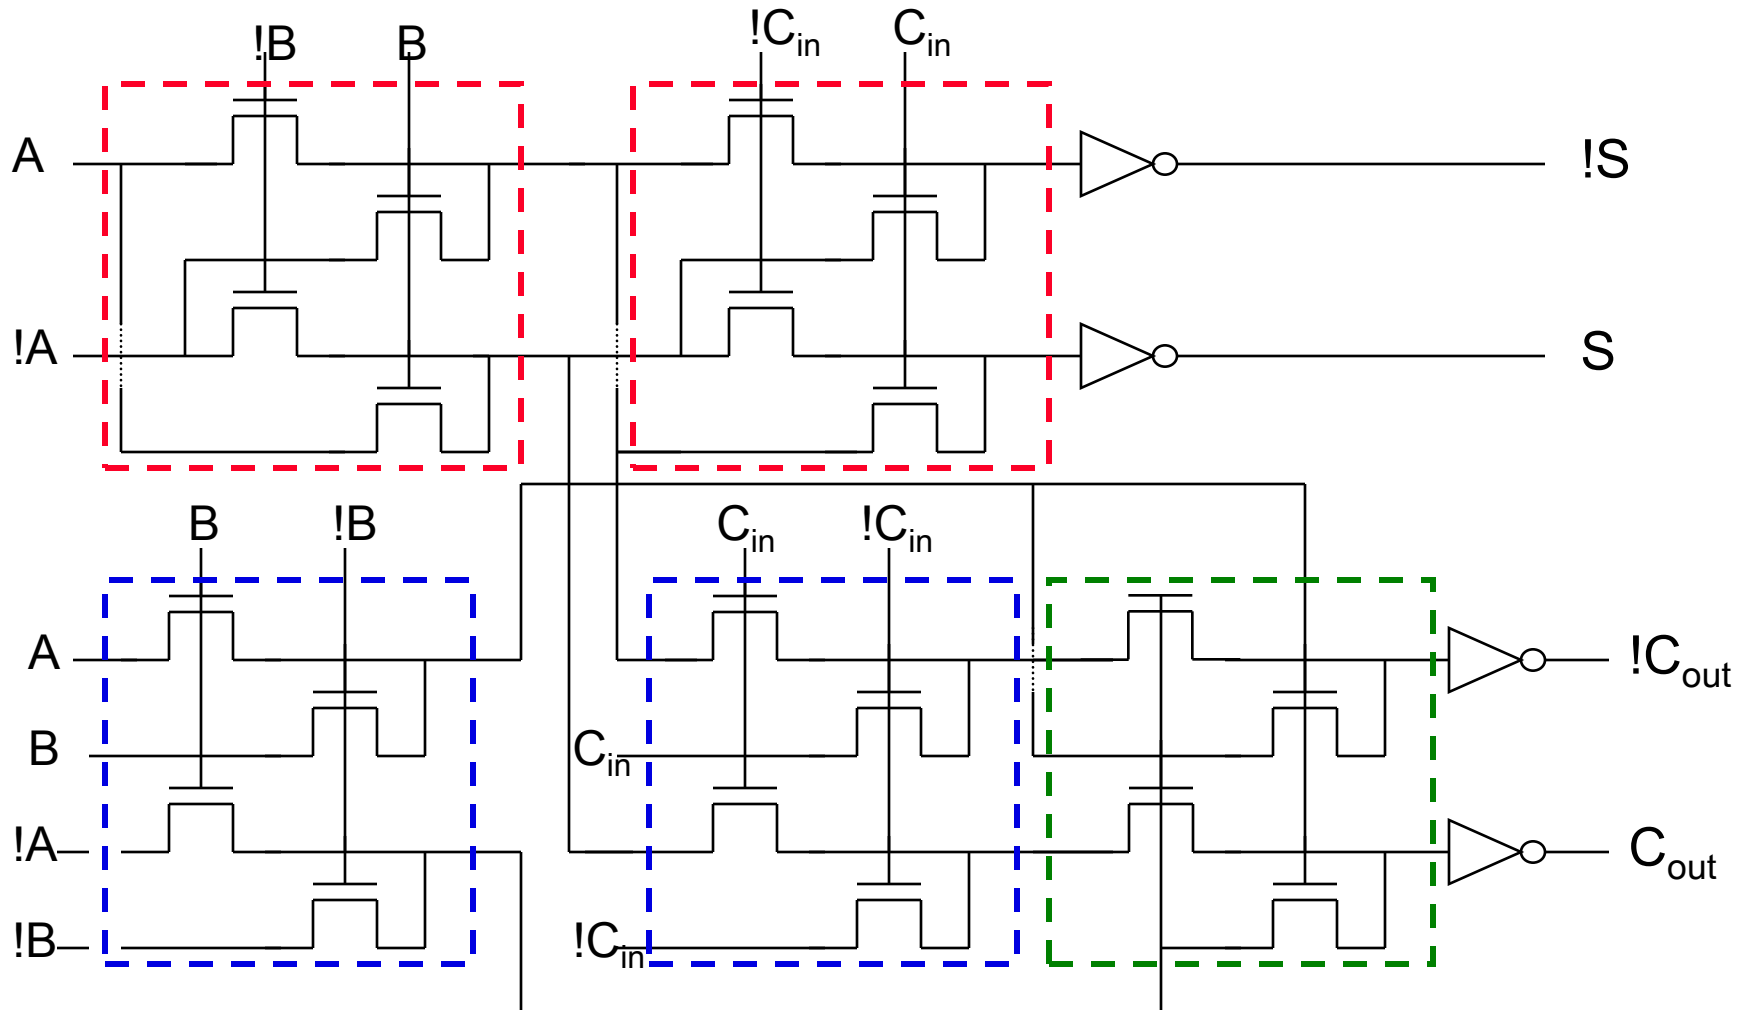 !B B !Cin Cin
A !S
!A S
B !B Cin !Cin
A !Cout
B Cin
!A Cout
!B !Cin